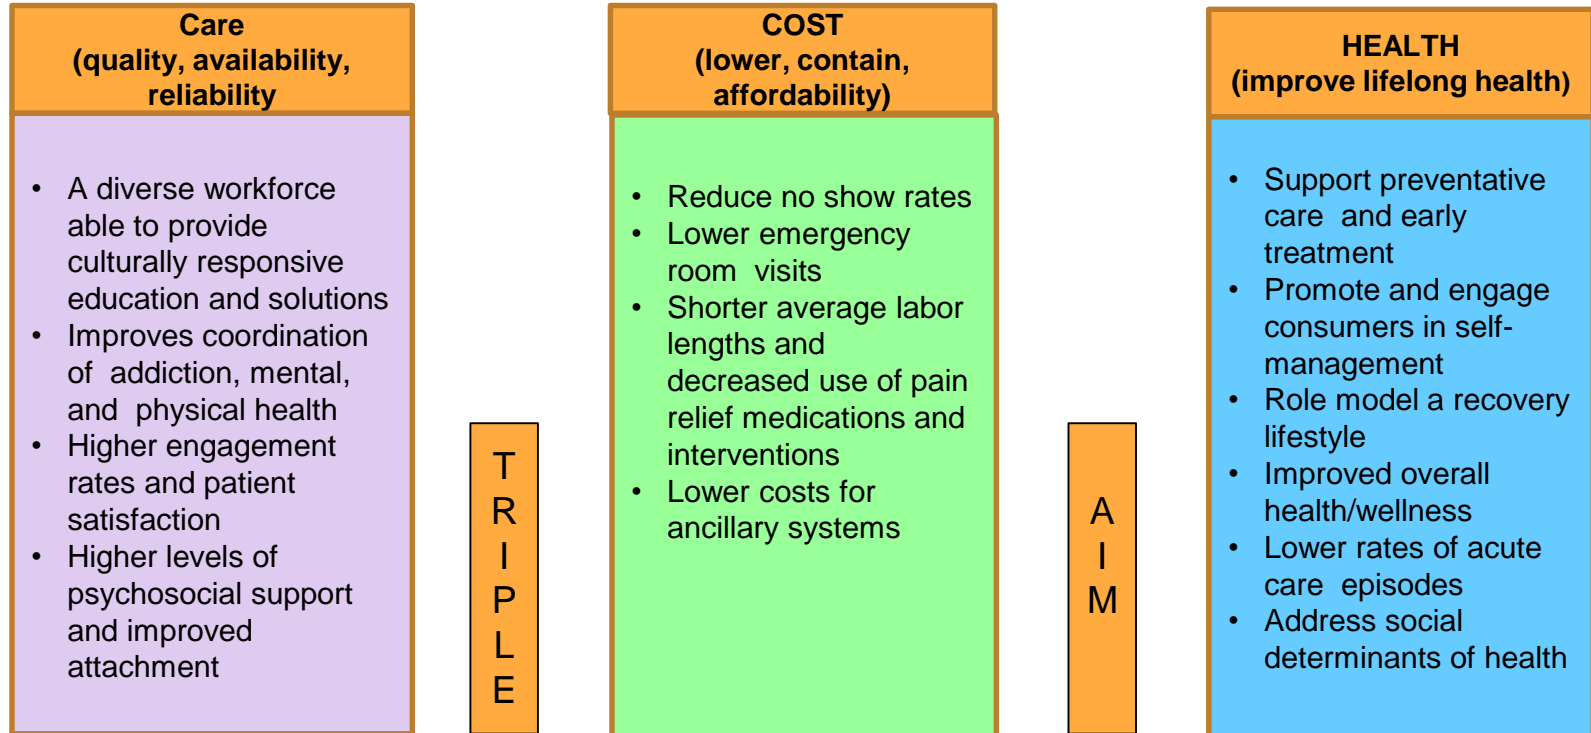 Care
(quality, availability,
reliability
• A diverse workforce
able to provide
culturally responsive
education and solutions
• Improves coordination
of addiction, mental,
and physical health
• Higher engagement
rates and patient
satisfaction
• Higher levels of
psychosocial support
and improved
attachment
T
R
I
P
L
E
COST
(lower, contain,
affordability)
• Reduce no show rates
• Lower emergency
room visits
• Shorter average labor
lengths and
decreased use of pain
relief medications and
interventions
• Lower costs for
ancillary systems
A
I
M
HEALTH
(improve lifelong health)
• Support preventative
care and early
treatment
• Promote and engage
consumers in self-
management
• Role model a recovery
lifestyle
• Improved overall
health/wellness
• Lower rates of acute
care episodes
• Address social
determinants of health